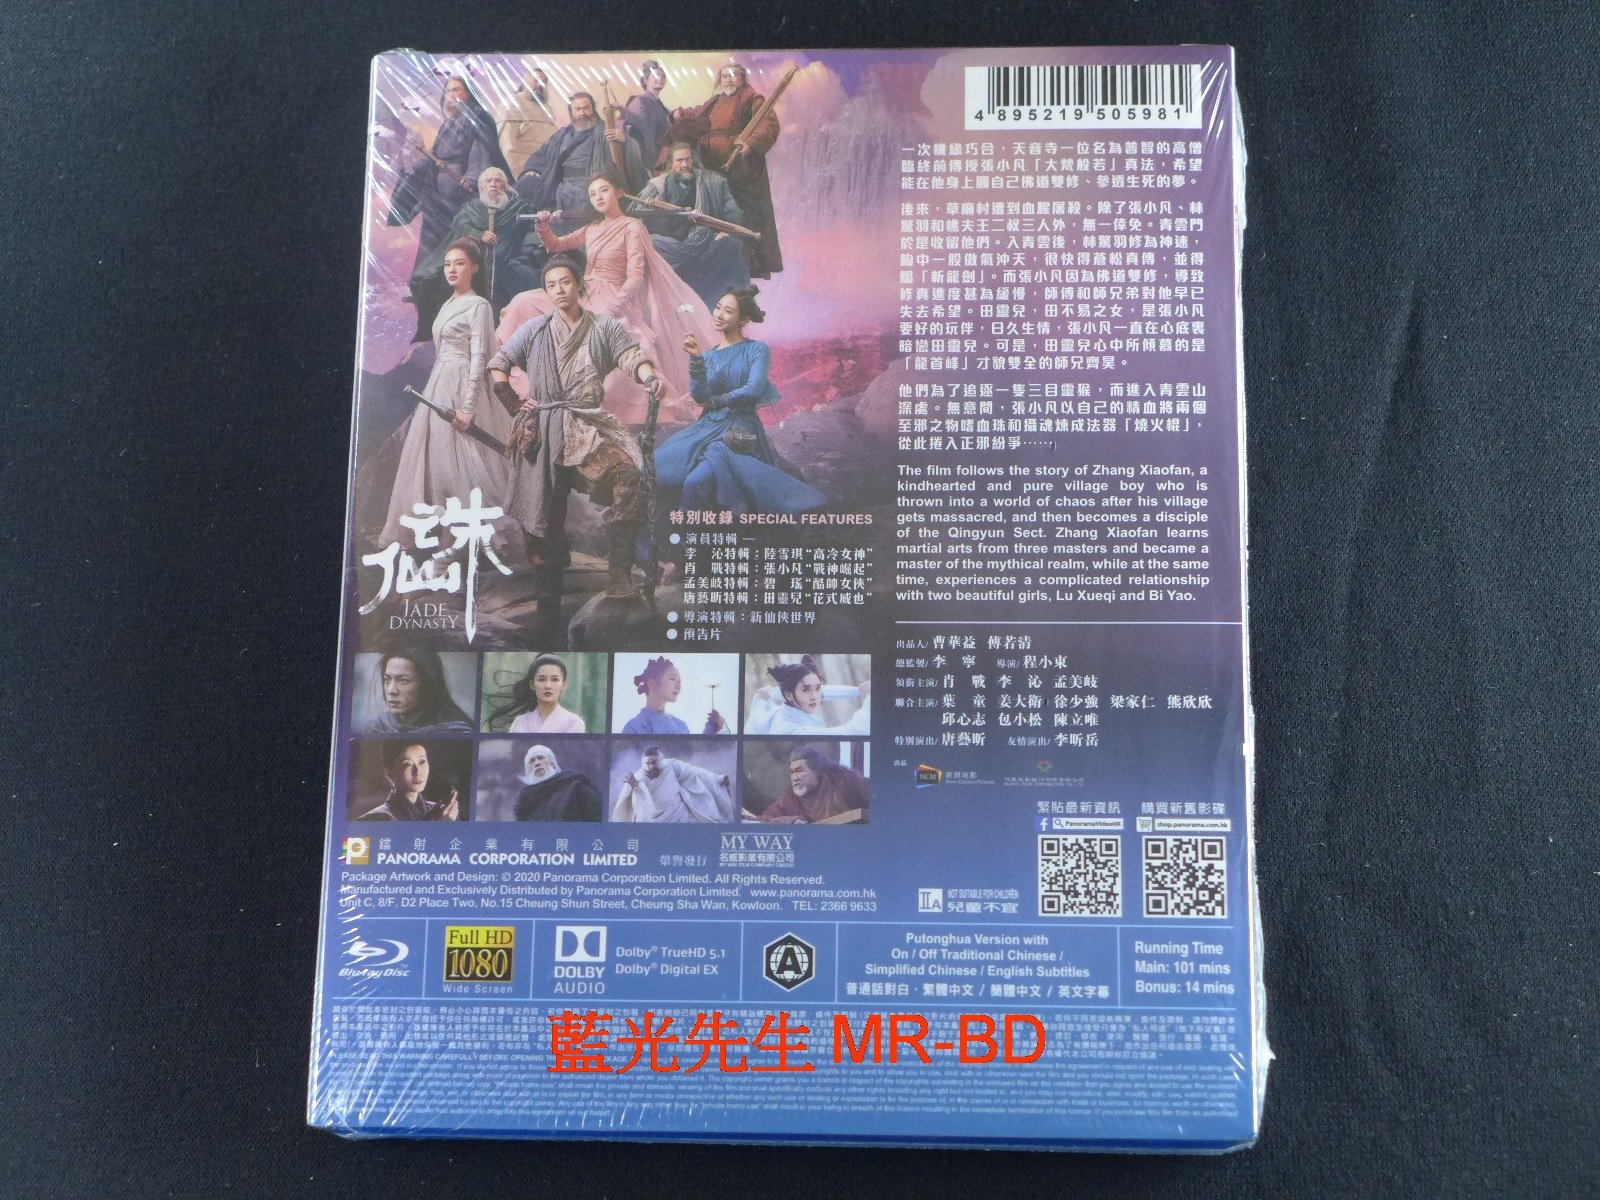 4 895219 505981
一次機緣巧合，天音寺一位名為普智的高僧
臨終前傳授張小凡「大梵般若」真法，希望
能在他身上圓自己佛道雙修、參透生死的夢。
後來，草廟村遭到血腥屠殺。除了張小凡、林
驚羽和樵夫王二叔三人外，無一倖免。青雲門
於是收留他們。入青雲後，林驚羽修為神速，
胸中一股傲氣沖天，很快得蒼松真傳，並得
賜「斬龍劍」。而張小凡因為佛道雙修，導致
修真進度甚為緩慢，師傅和師兄弟對他早已
失去希望。田靈兒，田不易之女，是張小凡
要好的玩伴，日久生情，張小凡一直在心底裏
暗戀田靈兒。可是，田靈兒心中所傾慕的是
「龍首峰」才貌雙全的師兄齊昊。
他們為了追逐一隻三目靈猴，而進入青雲山
深處。無意間，張小凡以自己的精血將兩個
至邪之物嗜血珠和攝魂煉成法器「燒火棍」，
從此捲入正邪紛爭……
The film follows the story of Zhang Xiaofan, a
kindhearted and pure village boy who is
thrown into a world of chaos after his village
gets massacred, and then becomes a disciple
of the Qingyun Sect. Zhang Xiaofan learns
martial arts from three masters and became a
master of the mythical realm, while at the same
time, experiences a complicated relationship
with two beautiful girls, Lu Xueqi and Bi Yao.
誅仙
JADE
DYNASTY
特別收錄 SPECIAL FEATURES
● 演員特輯 —
李　沁特輯：陸雪琪“高冷女神”
肖　戰特輯：張小凡“戰神崛起”
孟美岐特輯：碧　瑤“酷帥女俠”
唐藝昕特輯：田靈兒“花式威也”
● 導演特輯：新仙俠世界
● 預告片
出品人/ 曹華益　傅若清
總監製/ 李　寧　導演/ 程小東
領銜主演/ 肖　戰　李　沁　孟美岐
聯合主演/ 葉　童　姜大衛　徐少強　梁家仁　熊欣欣
邱心志　包小松　陳立唯
特別演出/ 唐藝昕　友情演出/ 李昕岳
商品
NCM 新丽电影
New Classics Pictures
緊貼最新資訊
PanoramaVideoHK
購買新舊影碟
shop.panorama.com.hk
鐳射企業有限公司
PANORAMA CORPORATION LIMITED
榮譽發行
MY WAY
名威影業有限公司
MY WAY FILM COMPANY LIMITED
Package Artwork and Design: © 2020 Panorama Corporation Limited. All Rights Reserved.
Manufactured and Exclusively Distributed by Panorama Corporation Limited. www.panorama.com.hk
Unit C, 8/F, D2 Place Two, No.15 Cheung Shun Street, Cheung Sha Wan, Kowloon. TEL: 2366 9633
IIA NOT SUITABLE FOR CHILDREN
兒童不宜
Blu-ray Disc
Full HD
1080
Wide Screen
DOLBY
AUDIO
Dolby® TrueHD 5.1
Dolby® Digital EX
A
Putonghua Version with
On / Off Traditional Chinese /
Simplified Chinese / English Subtitles
普通話對白·繁體中文 / 簡體中文 / 英文字幕
Running Time
Main: 101 mins
Bonus: 14 mins
藍光先生 MR-BD